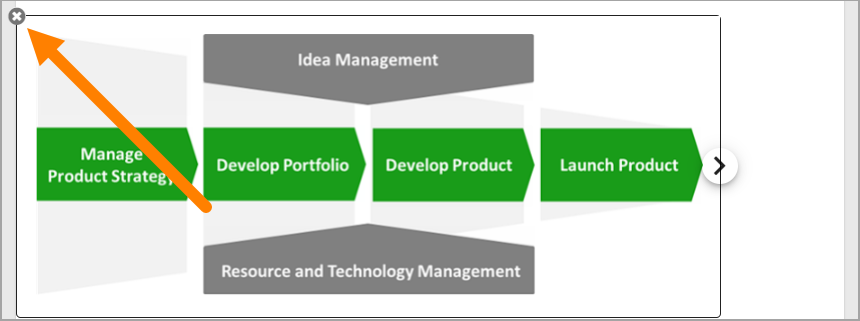 Idea Management
Manage
Product Strategy
Develop Portfolio
Develop Product
Launch Product
Resource and Technology Management